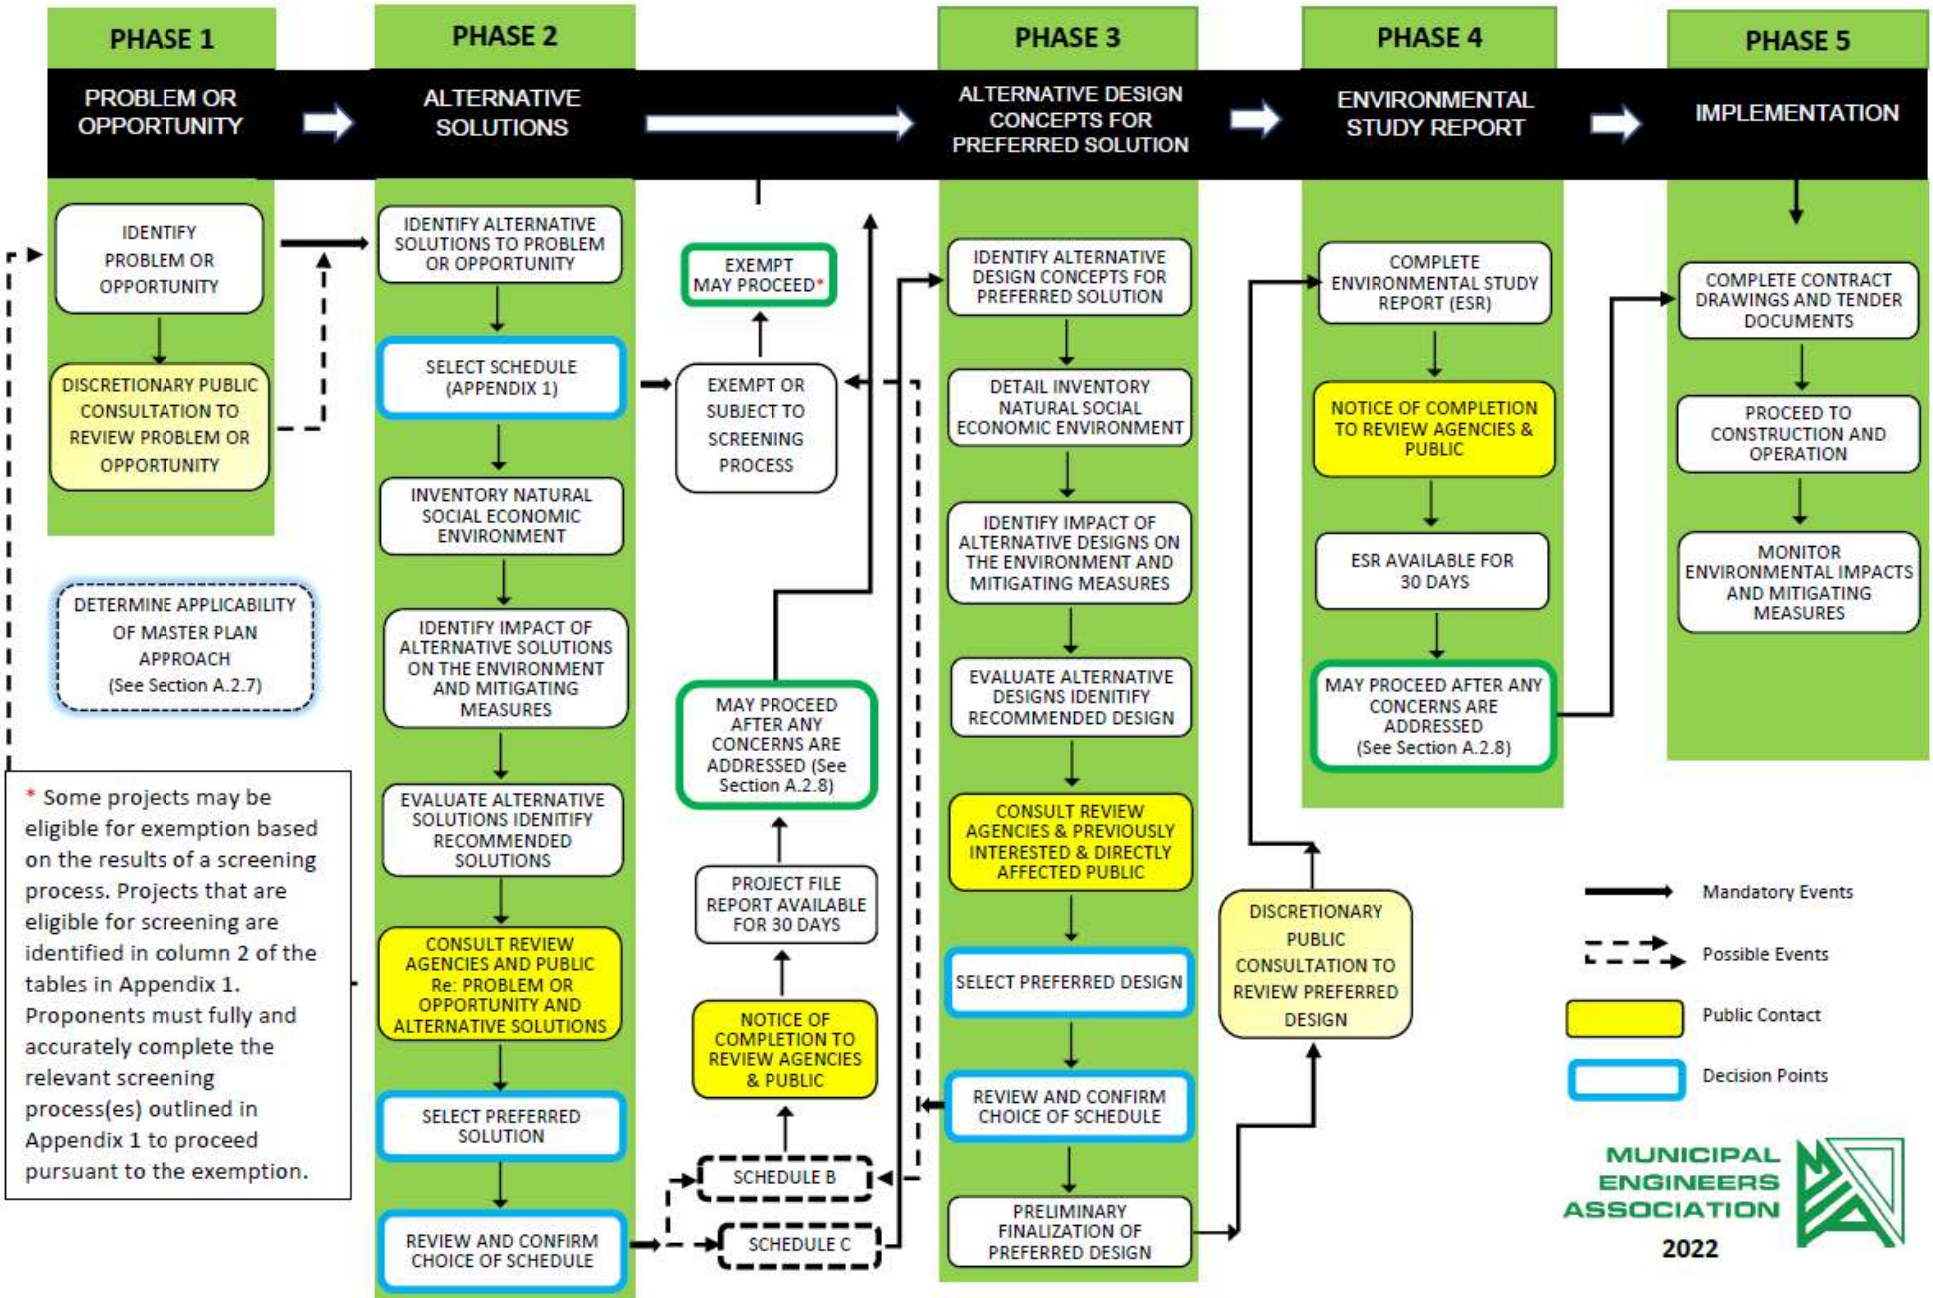 PHASE 1
PROBLEM OR
OPPORTUNITY
IDENTIFY
PROBLEM OR
OPPORTUNITY
DISCRETIONARY PUBLIC
CONSULTATION TO
REVIEW PROBLEM OR
OPPORTUNITY
DETERMINE APPLICABILITY
OF MASTER PLAN
APPROACH
(See Section A.2.7)
* Some projects may be
eligible for exemption based
on the results of a screening
process. Projects that are
eligible for screening are
identified in column 2 of the
tables in Appendix 1.
Proponents must fully and
accurately complete the
relevant screening
process(es) outlined in
Appendix 1 to proceed
pursuant to the exemption.
PHASE 2
ALTERNATIVE
SOLUTIONS
IDENTIFY ALTERNATIVE
SOLUTIONS TO PROBLEM
OR OPPORTUNITY
SELECT SCHEDULE
(APPENDIX 1)
INVENTORY NATURAL
SOCIAL ECONOMIC
ENVIRONMENT
IDENTIFY IMPACT OF
ALTERNATIVE SOLUTIONS
ON THE ENVIRONMENT
AND MITIGATING
MEASURES
EVALUATE ALTERNATIVE
SOLUTIONS IDENITIFY
RECOMMENDED
SOLUTIONS
CONSULT REVIEW
AGENCIES AND PUBLIC
Re: PROBLEM OR
OPPORTUNITY AND
ALTERNATIVE SOLUTIONS
SELECT PREFERRED
SOLUTION
REVIEW AND CONFIRM
CHOICE OF SCHEDULE
EXEMPT
MAY PROCEED*
EXEMPT OR
SUBJECT TO
SCREENING
PROCESS
MAY PROCEED
AFTER ANY
CONCERNS ARE
ADDRESSED (See
Section A.2.8)
PROJECT FILE
REPORT AVAILABLE
FOR 30 DAYS
NOTICE OF
COMPLETION TO
REVIEW AGENCIES
& PUBLIC
SCHEDULE B
SCHEDULE C
PHASE 3
ALTERNATIVE DESIGN
CONCEPTS FOR
PREFERRED SOLUTION
IDENTIFY ALTERNATIVE
DESIGN CONCEPTS FOR
PREFERRED SOLUTION
DETAIL INVENTORY
NATURAL SOCIAL
ECONOMIC ENVIRONMENT
IDENTIFY IMPACT OF
ALTERNATIVE DESIGNS ON
THE ENVIRONMENT AND
MITIGATING MEASURES
EVALUATE ALTERNATIVE
DESIGNS IDENITIFY
RECOMMENDED DESIGN
CONSULT REVIEW
AGENCIES & PREVIOUSLY
INTERESTED & DIRECTLY
AFFECTED PUBLIC
SELECT PREFERRED DESIGN
REVIEW AND CONFIRM
CHOICE OF SCHEDULE
PRELIMINARY
FINALIZATION OF
PREFERRED DESIGN
PHASE 4
ENVIRONMENTAL
STUDY REPORT
COMPLETE
ENVIRONMENTAL STUDY
REPORT (ESR)
NOTICE OF COMPLETION
TO REVIEW AGENCIES &
PUBLIC
ESR AVAILABLE FOR
30 DAYS
MAY PROCEED AFTER ANY
CONCERNS ARE
ADDRESSED
(See Section A.2.8)
DISCRETIONARY
PUBLIC
CONSULTATION TO
REVIEW PREFERRED
DESIGN
PHASE 5
IMPLEMENTATION
COMPLETE CONTRACT
DRAWINGS AND TENDER
DOCUMENTS
PROCEED TO
CONSTRUCTION AND
OPERATION
MONITOR
ENVIRONMENTAL IMPACTS
AND MITIGATING
MEASURES
Mandatory Events
Possible Events
Public Contact
Decision Points
MUNICIPAL
ENGINEERS
ASSOCIATION
2022